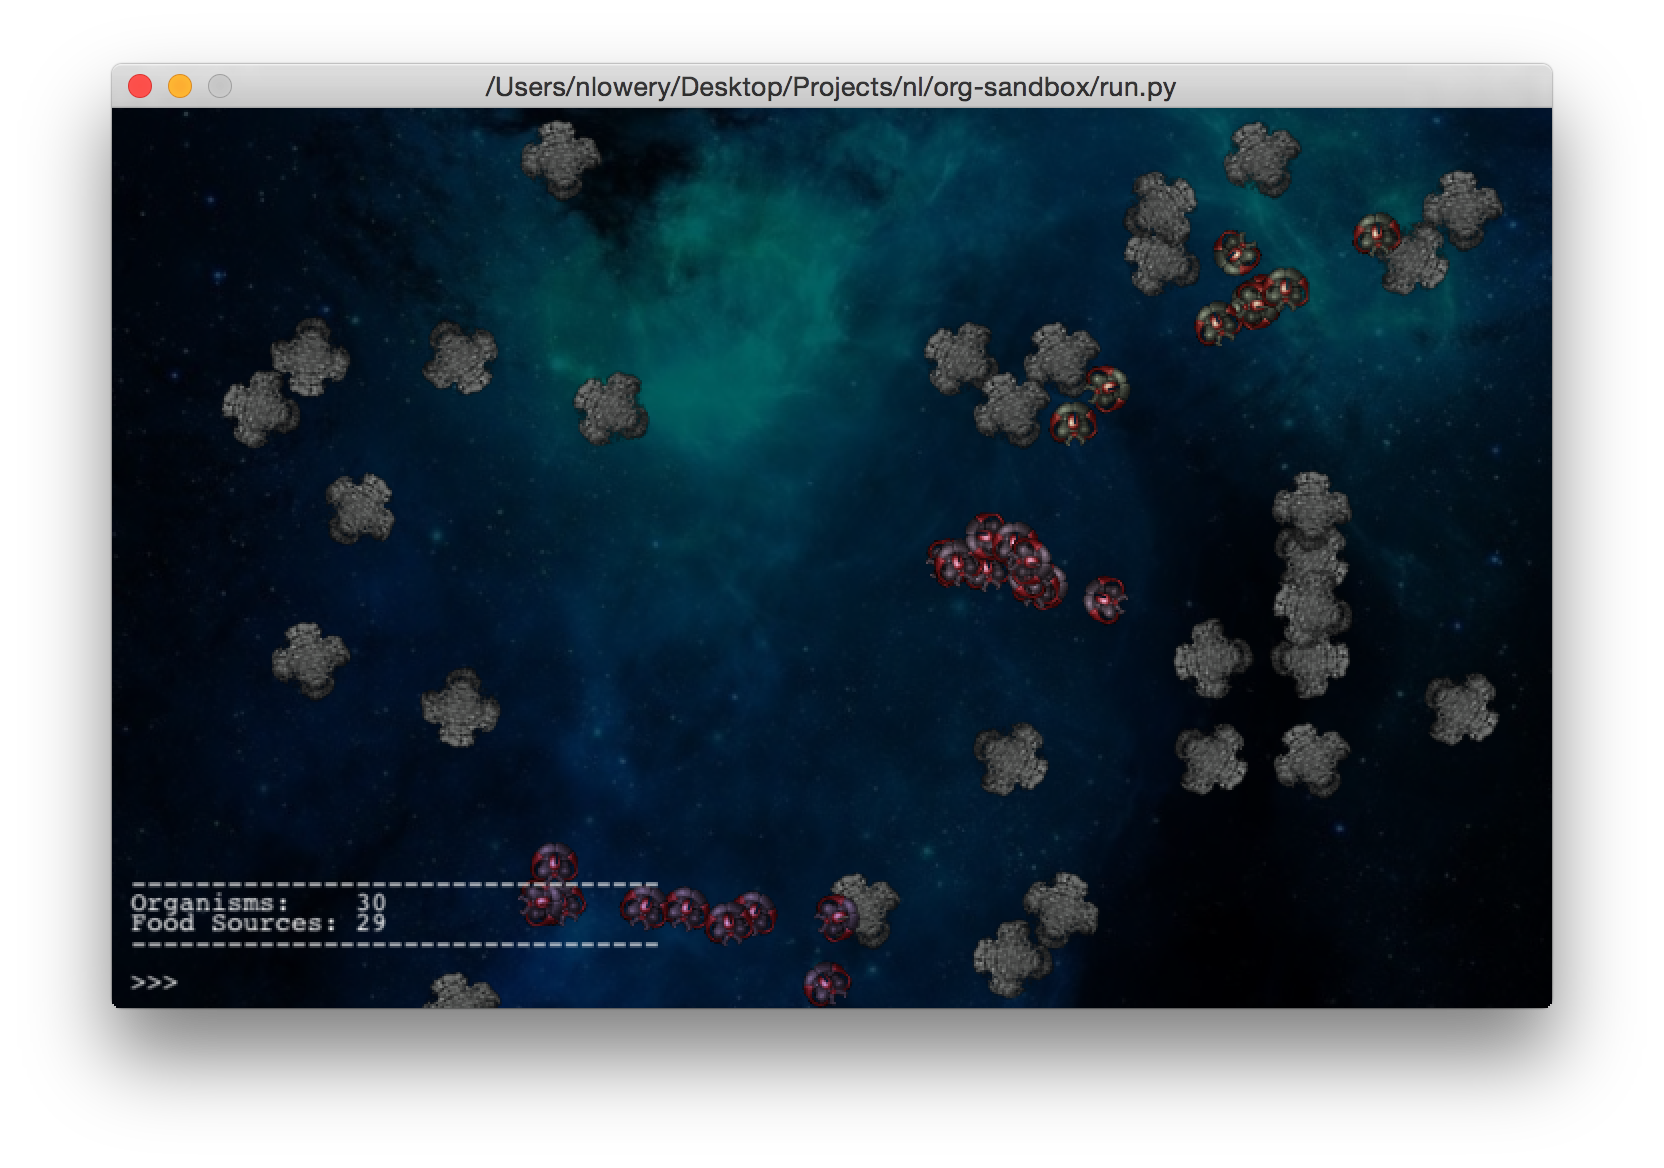 /Users/nlowery/Desktop/Projects/nl/org-sandbox/run.py
---------------------------------
Organisms: 30
Food Sources: 29
---------------------------------
>>>